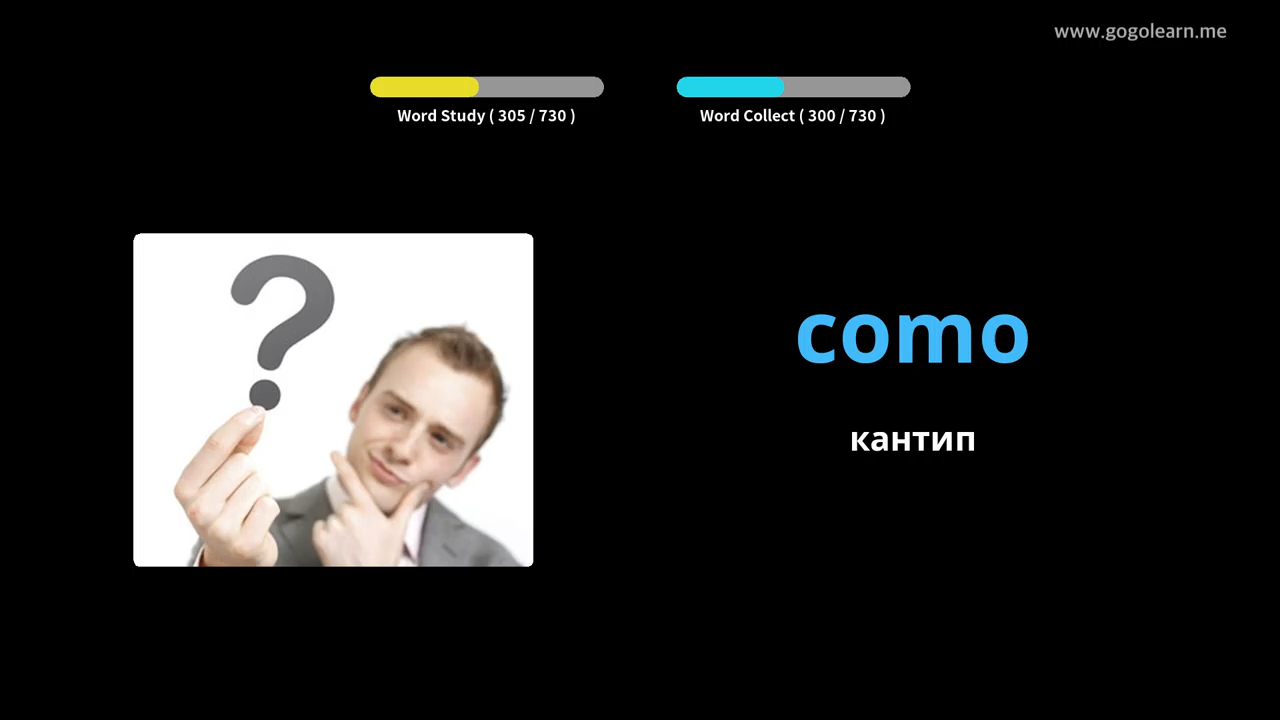 www.gogolearn.me
Word Study ( 305 / 730 )
Word Collect ( 300 / 730 )
?
como
кантип